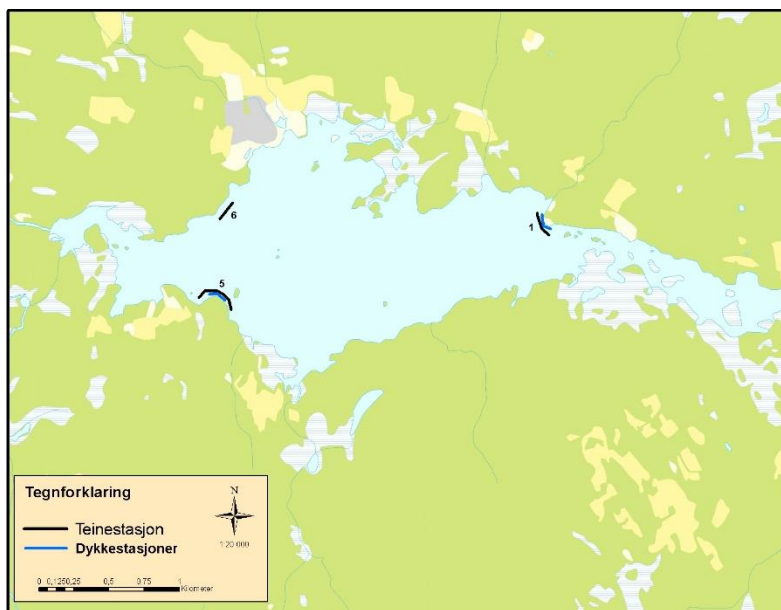 6
1
5
Tegnforklaring
N
Teinestasjon
Dykkestasjoner
1:20 000
0 0,1250,25 0,5 0,75 1
Kilometer